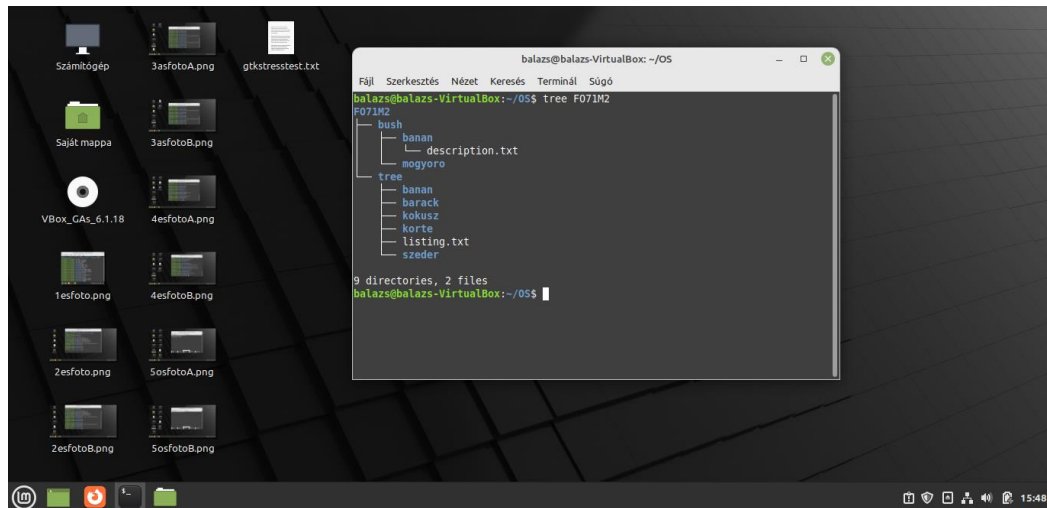 Számítógép
3asfotoA.png
gtkstresstest.txt
Saját mappa
3asfotoB.png
VBox_GAs_6.1.18
4esfotoA.png
1esfoto.png
4esfotoB.png
2esfoto.png
5osfotoA.png
2esfotoB.png
5osfotoB.png
balazs@balazs-VirtualBox: ~/OS
Fájl Szerkesztés Nézet Keresés Terminál Súgó
balazs@balazs-VirtualBox:~/OS$ tree FO71M2
FO71M2
├── bush
│   ├── banan
│   │   └── description.txt
│   └── mogyoro
└── tree
    ├── banan
    ├── barack
    ├── kokusz
    ├── korte
    ├── listing.txt
    └── szeder
9 directories, 2 files
balazs@balazs-VirtualBox:~/OS$
15:48